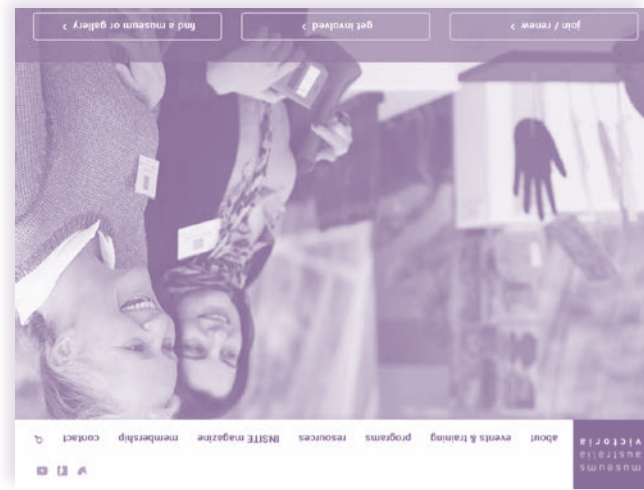 museums
australia
victoria
about
events & training
programs
resources
INSITE magazine
membership
contact
join / renew >
get involved >
find a museum or gallery >